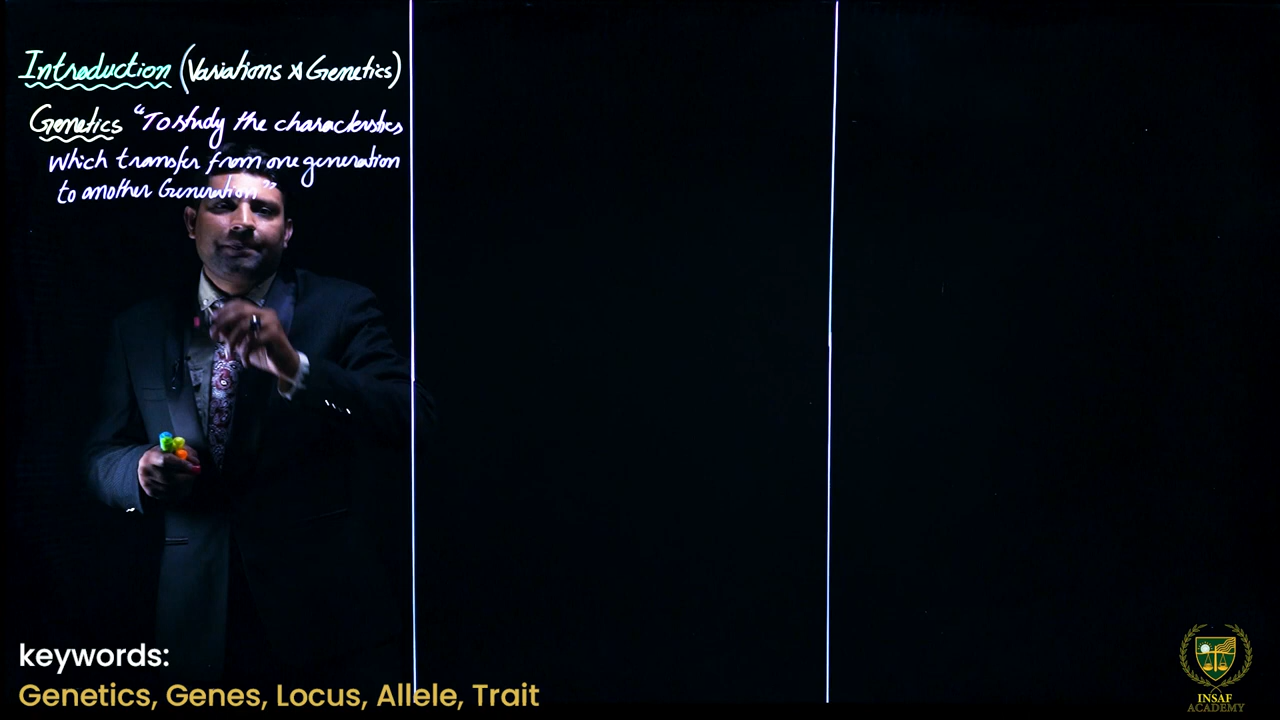 Introduction (Variations & Genetics)
Genetics "To study the characterstics
Which transfer from one generation
to another Generation"
keywords:
Genetics, Genes, Locus, Allele, Trait
INSAF
ACADEMY